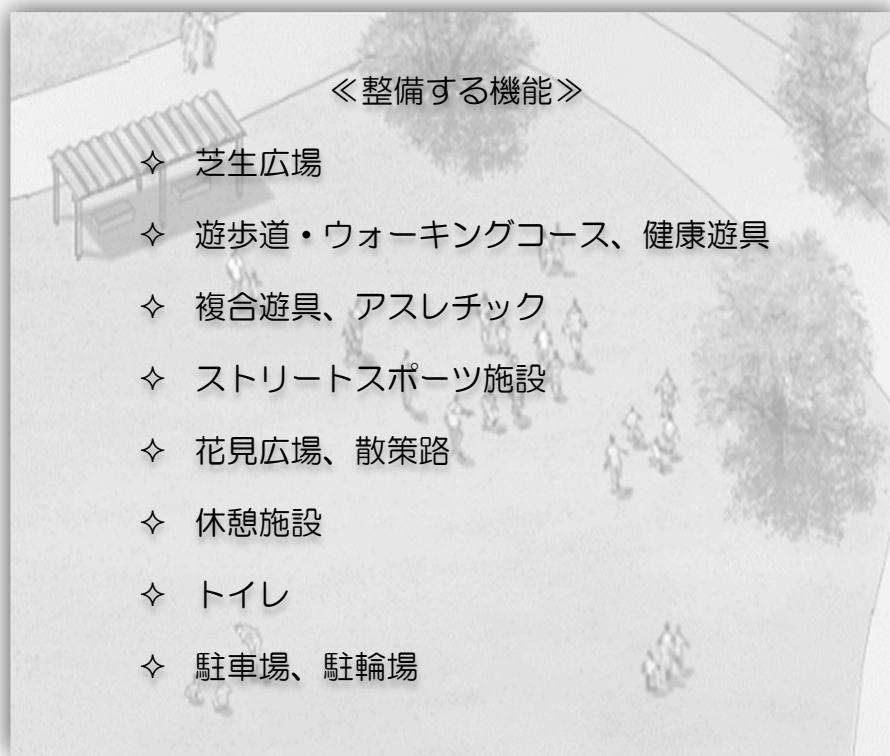 ≪整備する機能≫
✧ 芝生広場
✧ 遊歩道・ウォーキングコース、健康遊具
✧ 複合遊具、アスレチック
✧ ストリートスポーツ施設
✧ 花見広場、散策路
✧ 休憩施設
✧ トイレ
✧ 駐車場、駐輪場